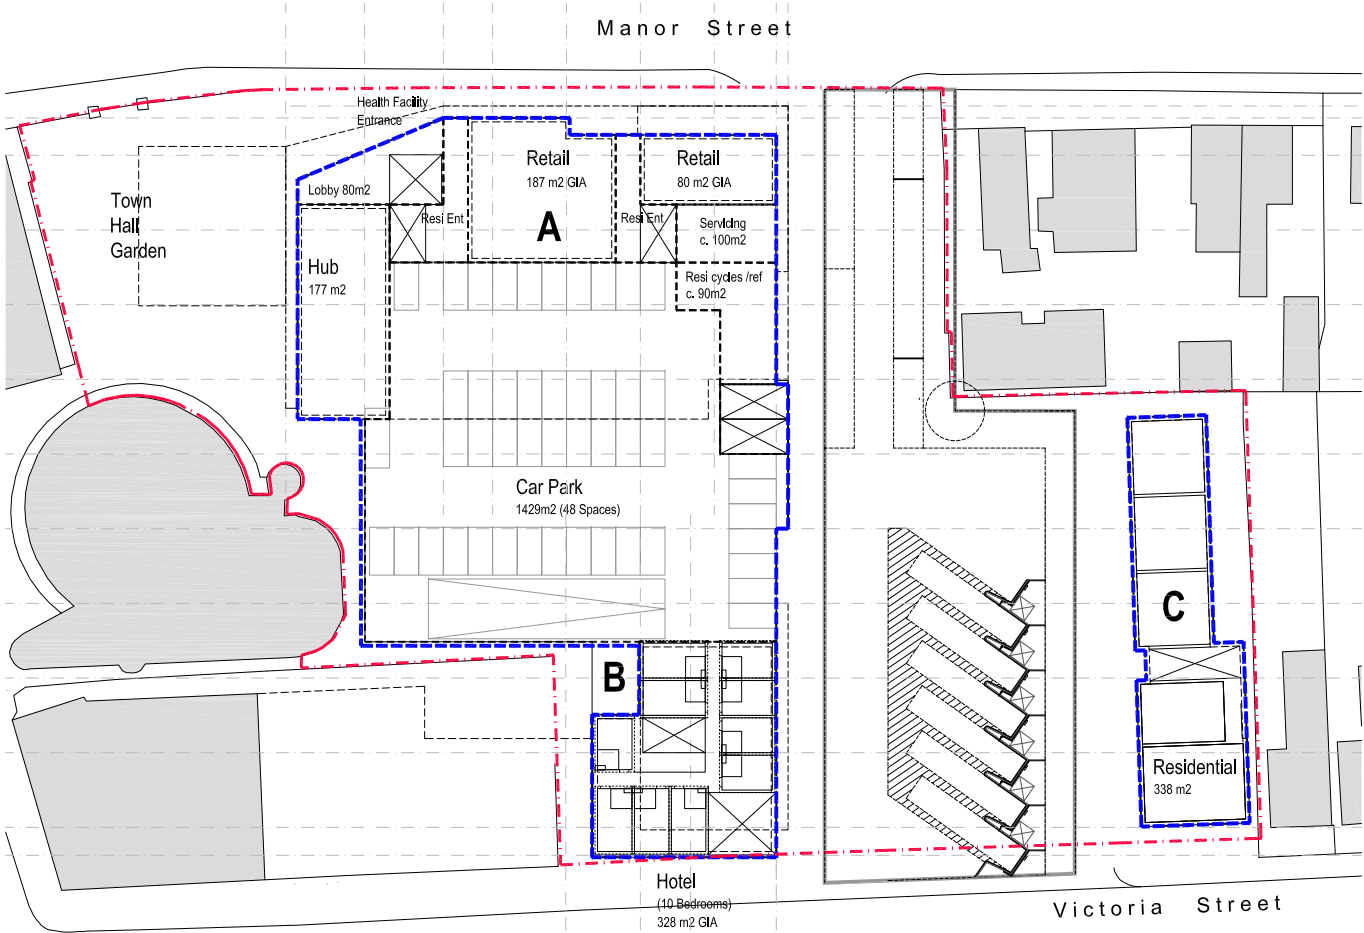 Manor Street
Health Facility
Entrance
Retail
187 m2 GIA
Retail
80 m2 GIA
Lobby 80m2
Town
Hall
Garden
Resi Ent
A
Resi Ent
Servicing
c. 100m2
Hub
177 m2
Resi cycles /ref
c. 90m2
Car Park
1429m2 (48 Spaces)
C
B
Residential
338 m2
Hotel
(10 Bedrooms)
328 m2 GIA
Victoria Street